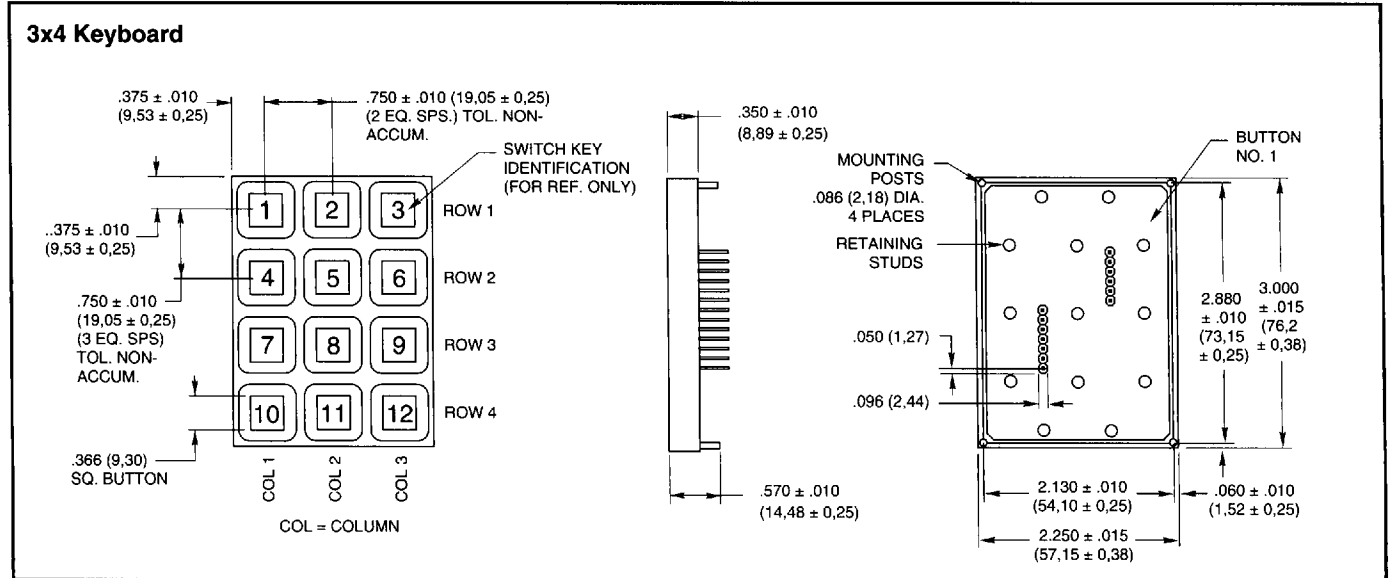 3x4 Keyboard
.375 ± .010
(9,53 ± 0,25)
.750 ± .010 (19,05 ± 0,25)
(2 EQ. SPS.) TOL. NON-
ACCUM.
SWITCH KEY
IDENTIFICATION
(FOR REF. ONLY)
1 2 3 ROW 1
..375 ± .010
(9,53 ± 0,25)
4 5 6 ROW 2
.750 ± .010
(19,05 ± 0,25)
(3 EQ. SPS)
TOL. NON-
ACCUM.
7 8 9 ROW 3
10 11 12 ROW 4
.366 (9,30)
SQ. BUTTON
COL 1
COL 2
COL 3
COL = COLUMN
.350 ± .010
(8,89 ± 0,25)
.570 ± .010
(14,48 ± 0,25)
MOUNTING
POSTS
.086 (2,18) DIA.
4 PLACES
RETAINING
STUDS
.050 (1,27)
.096 (2,44)
BUTTON
NO. 1
2.880
± .010
(73,15
± 0,25)
3.000
± .015
(76,2
± 0,38)
2.130 ± .010
(54,10 ± 0,25)
.060 ± .010
(1,52 ± 0,25)
2.250 ± .015
(57,15 ± 0,38)